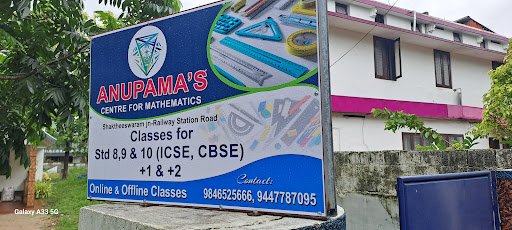 ANUPAMA'S
CENTRE FOR MATHEMATICS
Shaktheeswaram jn-Railway Station Road
Classes for
Std 8,9 & 10 (ICSE, CBSE)
+1 & +2
Contact:
Online & Offline Classes 9846525666, 9447787095
Galaxy A33 5G